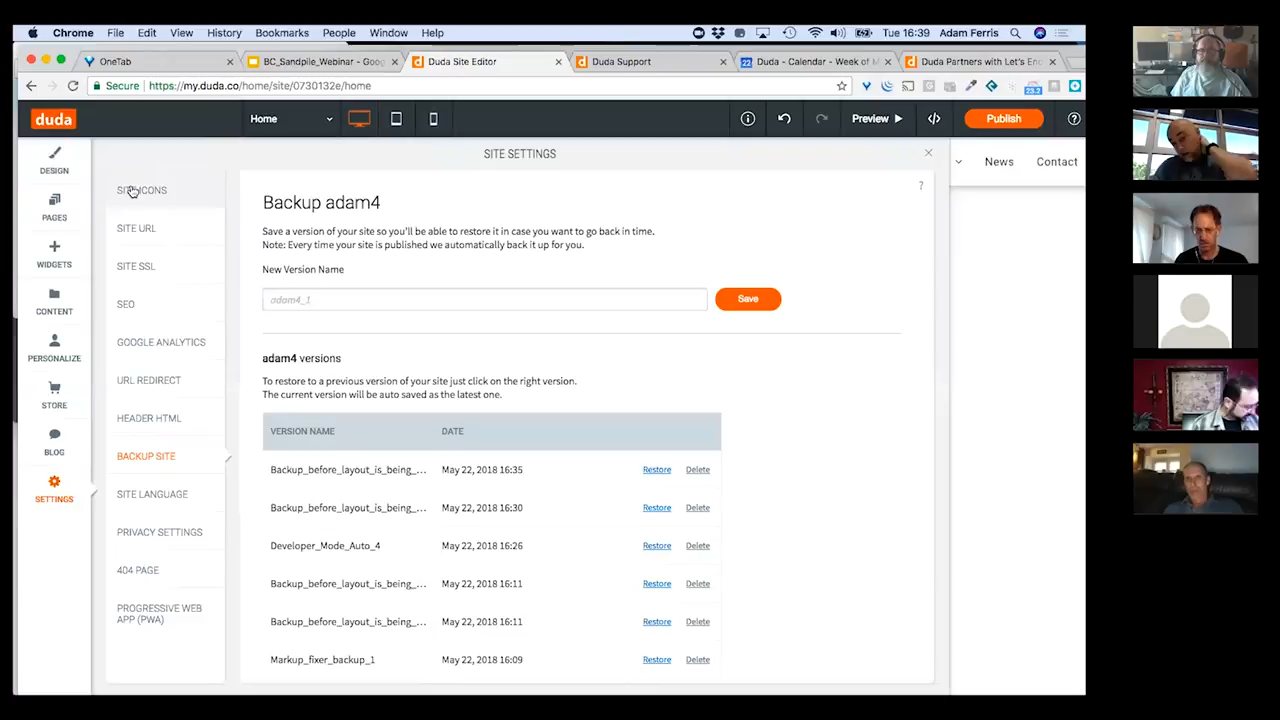 Chrome File Edit View History Bookmarks People Window Help Tue 16:39 Adam Ferris
OneTab BC_Sandpile_Webinar - Goo Duda Site Editor Duda Support Duda - Calendar - Week of M Duda Partners with Let's Enc
Secure https://my.duda.co/home/site/0730132e/home 23.2
duda Home Preview Publish ?
SITE SETTINGS
News Contact
DESIGN
PAGES
WIDGETS
CONTENT
PERSONALIZE
STORE
BLOG
SETTINGS
SITE ICONS
SITE URL
SITE SSL
SEO
GOOGLE ANALYTICS
URL REDIRECT
HEADER HTML
BACKUP SITE
SITE LANGUAGE
PRIVACY SETTINGS
404 PAGE
PROGRESSIVE WEB
APP (PWA)
?
Backup adam4
Save a version of your site so you'll be able to restore it in case you want to go back in time.
Note: Every time your site is published we automatically back it up for you.
New Version Name
adam4_1 Save
adam4 versions
To restore to a previous version of your site just click on the right version.
The current version will be auto saved as the latest one.
VERSION NAME DATE
Backup_before_layout_is_being_... May 22, 2018 16:35 Restore Delete
Backup_before_layout_is_being_... May 22, 2018 16:30 Restore Delete
Developer_Mode_Auto_4 May 22, 2018 16:26 Restore Delete
Backup_before_layout_is_being_... May 22, 2018 16:11 Restore Delete
Backup_before_layout_is_being_... May 22, 2018 16:11 Restore Delete
Markup_fixer_backup_1 May 22, 2018 16:09 Restore Delete